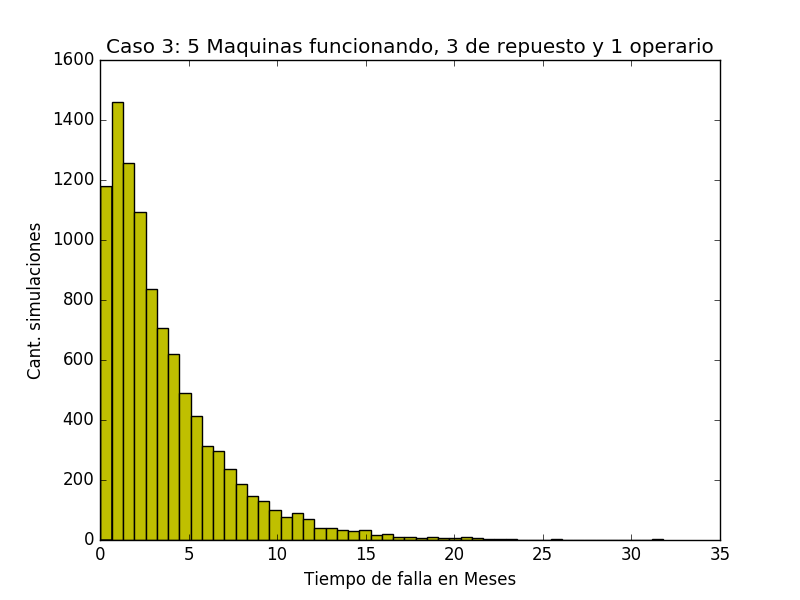 Caso 3: 5 Maquinas funcionando, 3 de repuesto y 1 operario
1600
1400
1200
1000
800
600
400
200
0
Cant. simulaciones
0 5 10 15 20 25 30 35
Tiempo de falla en Meses